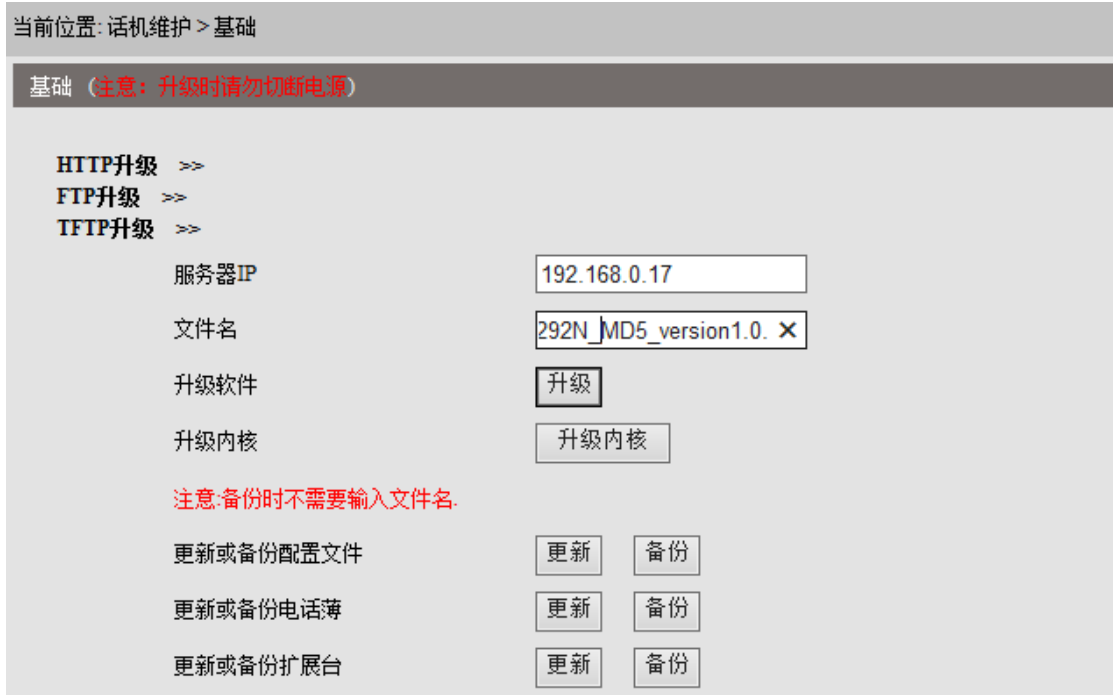 当前位置: 话机维护 > 基础
基础 (注意：升级时请勿切断电源)
HTTP升级 >>
FTP升级 >>
TFTP升级 >>
服务器IP 192.168.0.17
文件名 292N_MD5_version1.0. ✕
升级软件 升级
升级内核 升级内核
注意:备份时不需要输入文件名.
更新或备份配置文件 更新 备份
更新或备份电话薄 更新 备份
更新或备份扩展台 更新 备份